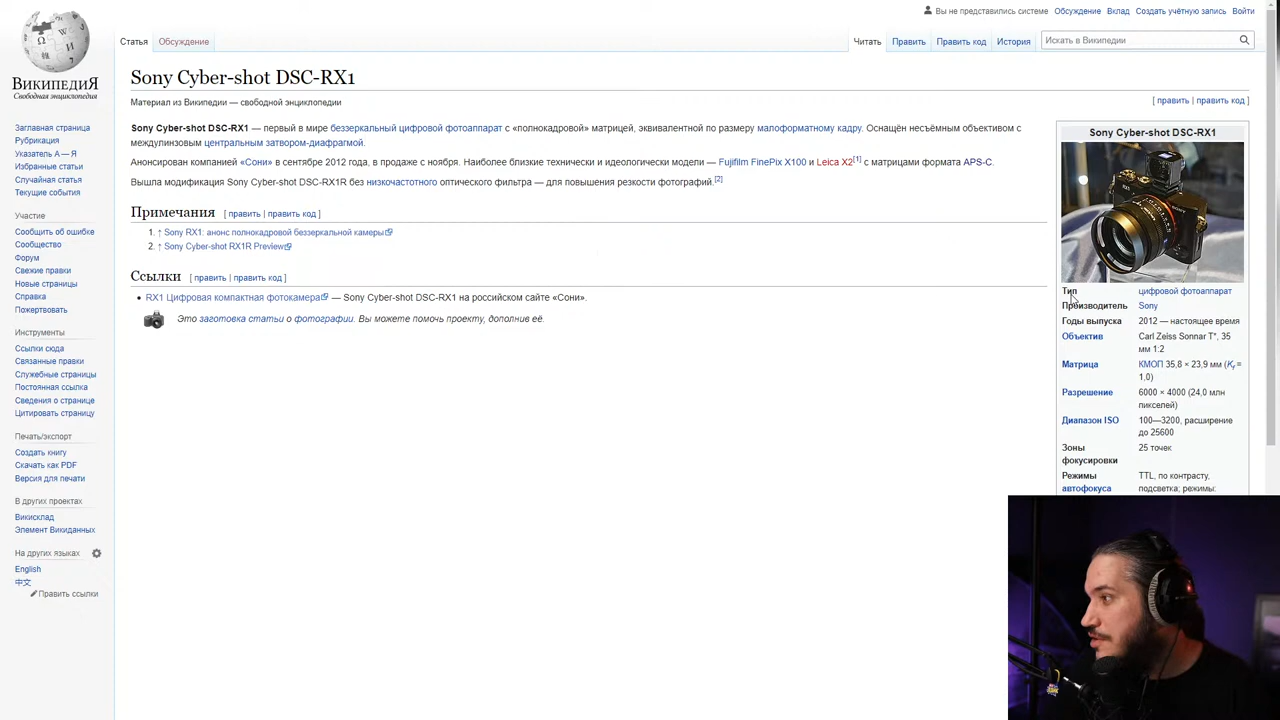 Вы не представились системе Обсуждение Вклад Создать учётную запись Войти
Статья Обсуждение Читать Править Править код История Искать в Википедии
ВИКИПЕДИЯ
Свободная энциклопедия
Заглавная страница
Рубрикация
Указатель А — Я
Избранные статьи
Случайная статья
Текущие события
Участие
Сообщить об ошибке
Сообщество
Форум
Свежие правки
Новые страницы
Справка
Пожертвовать
Инструменты
Ссылки сюда
Связанные правки
Служебные страницы
Постоянная ссылка
Сведения о странице
Цитировать страницу
Печать/экспорт
Создать книгу
Скачать как PDF
Версия для печати
В других проектах
Викисклад
Элемент Викиданных
На других языках
English
中文
Править ссылки
Sony Cyber-shot DSC-RX1
Материал из Википедии — свободной энциклопедии
[ править | править код ]
Sony Cyber-shot DSC-RX1 — первый в мире беззеркальный цифровой фотоаппарат с «полнокадровой» матрицей, эквивалентной по размеру малоформатному кадру. Оснащён несъёмным объективом с
междулинзовым центральным затвором-диафрагмой.
Анонсирован компанией «Сони» в сентябре 2012 года, в продаже с ноября. Наиболее близкие технически и идеологически модели — Fujifilm FinePix X100 и Leica X2[1] с матрицами формата APS-C.
Вышла модификация Sony Cyber-shot DSC-RX1R без низкочастотного оптического фильтра — для повышения резкости фотографий.[2]
Примечания [ править | править код ]
1. ↑ Sony RX1: анонс полнокадровой беззеркальной камеры
2. ↑ Sony Cyber-shot RX1R Preview
Ссылки [ править | править код ]
• RX1 Цифровая компактная фотокамера — Sony Cyber-shot DSC-RX1 на российском сайте «Сони».
Это заготовка статьи о фотографии. Вы можете помочь проекту, дополнив её.
Sony Cyber-shot DSC-RX1
Тип цифровой фотоаппарат
Производитель Sony
Годы выпуска 2012 — настоящее время
Объектив Carl Zeiss Sonnar T*, 35
мм 1:2
Матрица КМОП 35,8 × 23,9 мм (Kf =
1,0)
Разрешение 6000 × 4000 (24,0 млн
пикселей)
Диапазон ISO 100—3200, расширение
до 25600
Зоны 25 точек
фокусировки
Режимы TTL, по контрасту,
автофокуса подсветка; режимы: